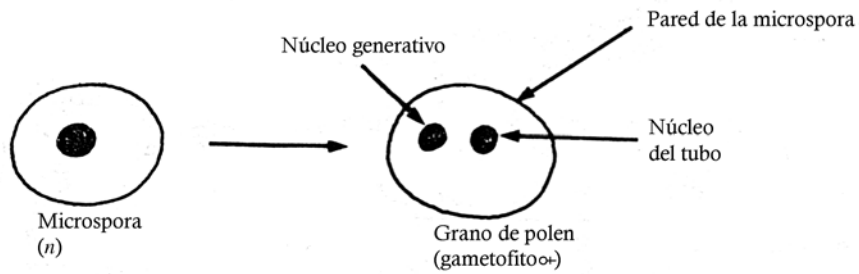 Pared de la microspora
Núcleo generativo
Núcleo
del tubo
Microspora
(n)
Grano de polen
(gametofito♂)